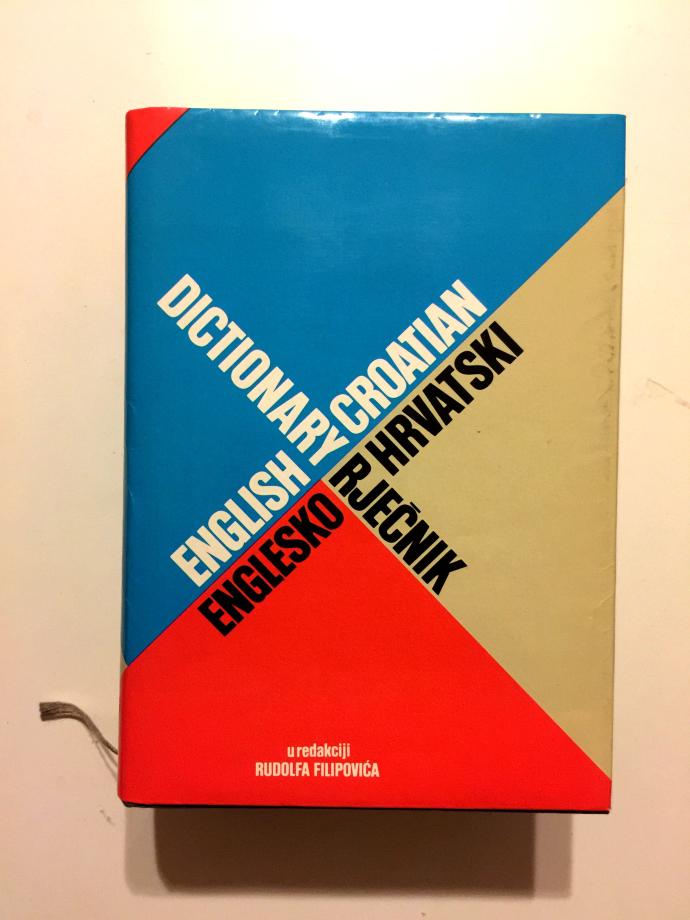 DICTIONARY
ENGLISH CROATIAN
ENGLESKO HRVATSKI
RJEČNIK
u redakciji
RUDOLFA FILIPOVIĆA